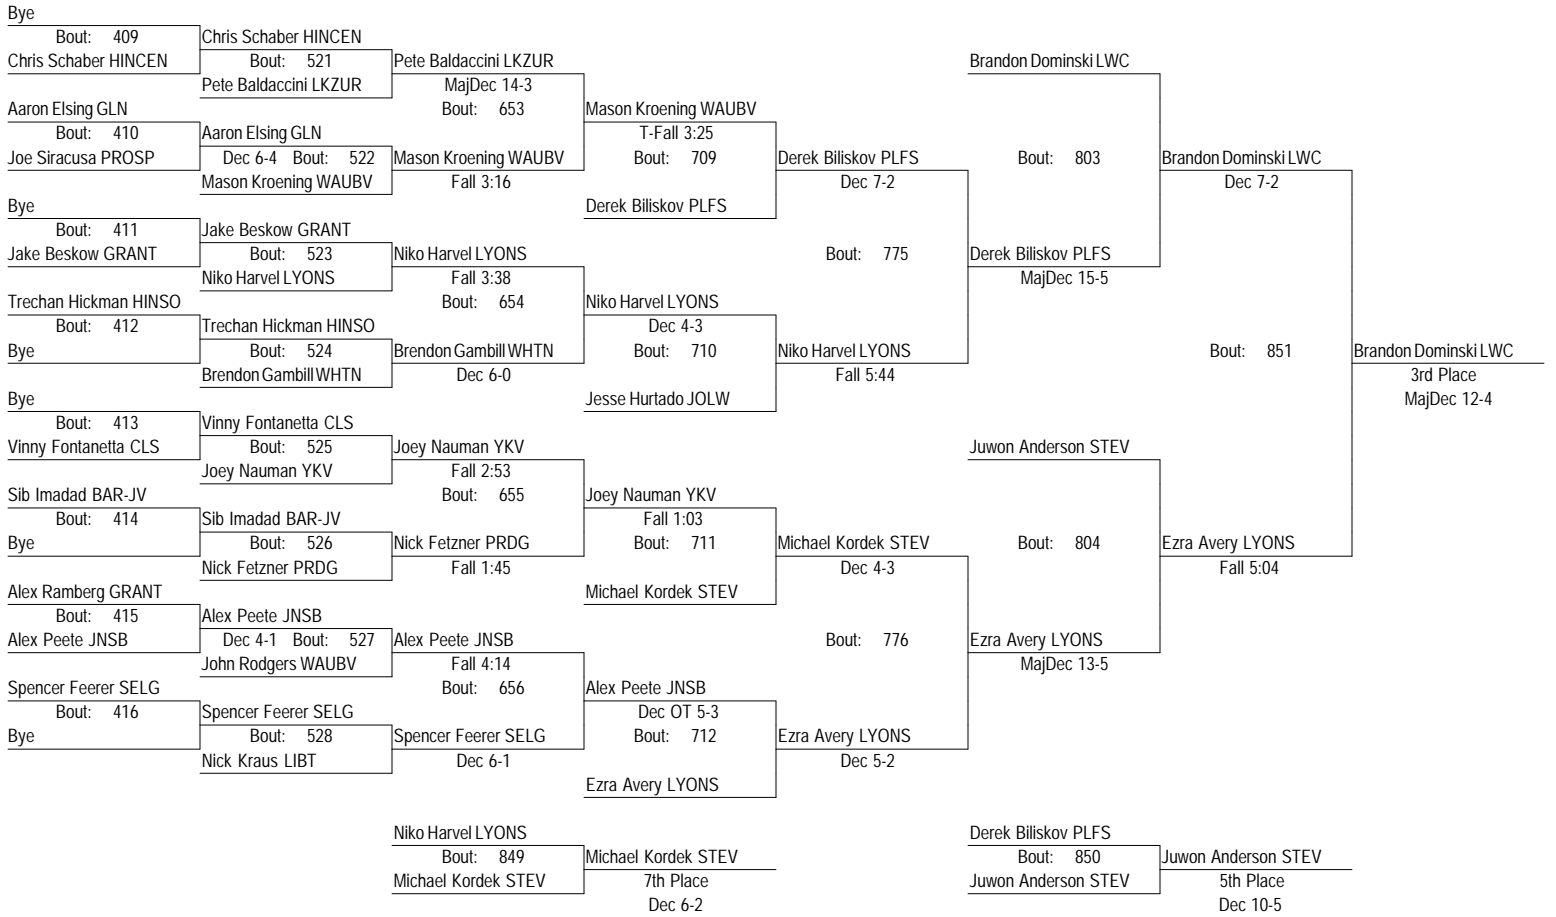 Bye
Bout: 409
Chris Schaber HINCEN
Aaron Elsing GLN
Bout: 410
Joe Siracusa PROSP
Bye
Bout: 411
Jake Beskow GRANT
Trechan Hickman HINSO
Bout: 412
Bye
Bye
Bout: 413
Vinny Fontanetta CLS
Sib Imadad BAR-JV
Bout: 414
Bye
Alex Ramberg GRANT
Bout: 415
Alex Peete JNSB
Spencer Feerer SELG
Bout: 416
Bye
Chris Schaber HINCEN
Bout: 521
Pete Baldaccini LKZUR
Aaron Elsing GLN
Dec 6-4 Bout: 522
Mason Kroening WAUBV
Jake Beskow GRANT
Bout: 523
Niko Harvel LYONS
Trechan Hickman HINSO
Bout: 524
Brendon Gambill WHTN
Vinny Fontanetta CLS
Bout: 525
Joey Nauman YKV
Sib Imadad BAR-JV
Bout: 526
Nick Fetzner PRDG
Alex Peete JNSB
Dec 4-1 Bout: 527
John Rodgers WAUBV
Spencer Feerer SELG
Bout: 528
Nick Kraus LIBT
Pete Baldaccini LKZUR
MajDec 14-3
Bout: 653
Mason Kroening WAUBV
Fall 3:16
Niko Harvel LYONS
Fall 3:38
Bout: 654
Brendon Gambill WHTN
Dec 6-0
Joey Nauman YKV
Fall 2:53
Bout: 655
Nick Fetzner PRDG
Fall 1:45
Alex Peete JNSB
Fall 4:14
Bout: 656
Spencer Feerer SELG
Dec 6-1
Mason Kroening WAUBV
T-Fall 3:25
Bout: 709
Derek Biliskov PLFS
Niko Harvel LYONS
Dec 4-3
Bout: 710
Jesse Hurtado JOLW
Joey Nauman YKV
Fall 1:03
Bout: 711
Michael Kordek STEV
Alex Peete JNSB
Dec OT 5-3
Bout: 712
Ezra Avery LYONS
Derek Biliskov PLFS
Dec 7-2
Bout: 775
Niko Harvel LYONS
Fall 5:44
Michael Kordek STEV
Dec 4-3
Bout: 776
Ezra Avery LYONS
Dec 5-2
Brandon Dominski LWC
Bout: 803
Derek Biliskov PLFS
MajDec 15-5
Juwon Anderson STEV
Bout: 804
Ezra Avery LYONS
MajDec 13-5
Brandon Dominski LWC
Dec 7-2
Bout: 851
Ezra Avery LYONS
Fall 5:04
Brandon Dominski LWC
3rd Place
MajDec 12-4
Niko Harvel LYONS
Bout: 849
Michael Kordek STEV
Michael Kordek STEV
7th Place
Dec 6-2
Derek Biliskov PLFS
Bout: 850
Juwon Anderson STEV
Juwon Anderson STEV
5th Place
Dec 10-5